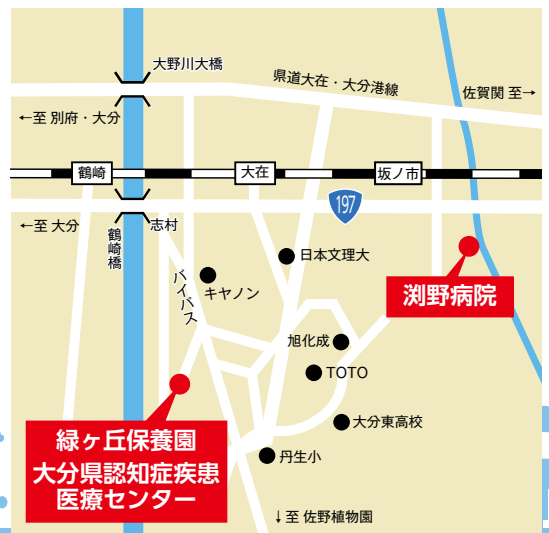 大野川大橋
県道大在・大分港線
佐賀関 至→
←至 別府・大分
鶴崎
大在
坂ノ市
197
←至 大分
鶴崎橋
志村
バイパス
日本文理大
キヤノン
渕野病院
旭化成
TOTO
大分東高校
緑ヶ丘保養園
大分県認知症疾患
医療センター
丹生小
↓至 佐野植物園